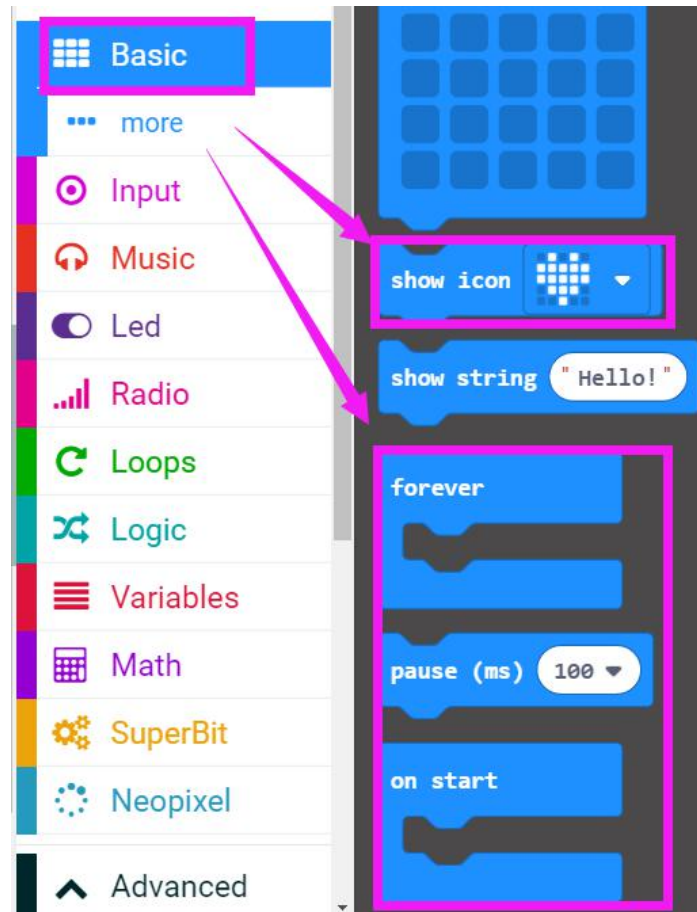 Basic
more
Input
Music
Led
Radio
Loops
Logic
Variables
Math
SuperBit
Neopixel
Advanced
show icon
show string "Hello!"
forever
pause (ms) 100
on start